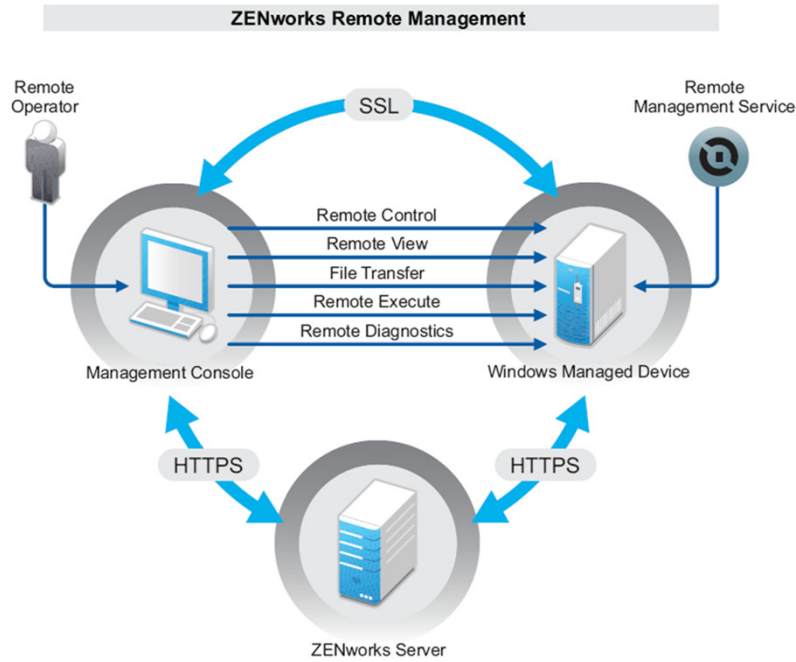 ZENworks Remote Management
Remote
Operator
SSL
Remote
Management Service
Remote Control
Remote View
File Transfer
Remote Execute
Remote Diagnostics
Management Console
Windows Managed Device
HTTPS
HTTPS
ZENworks Server